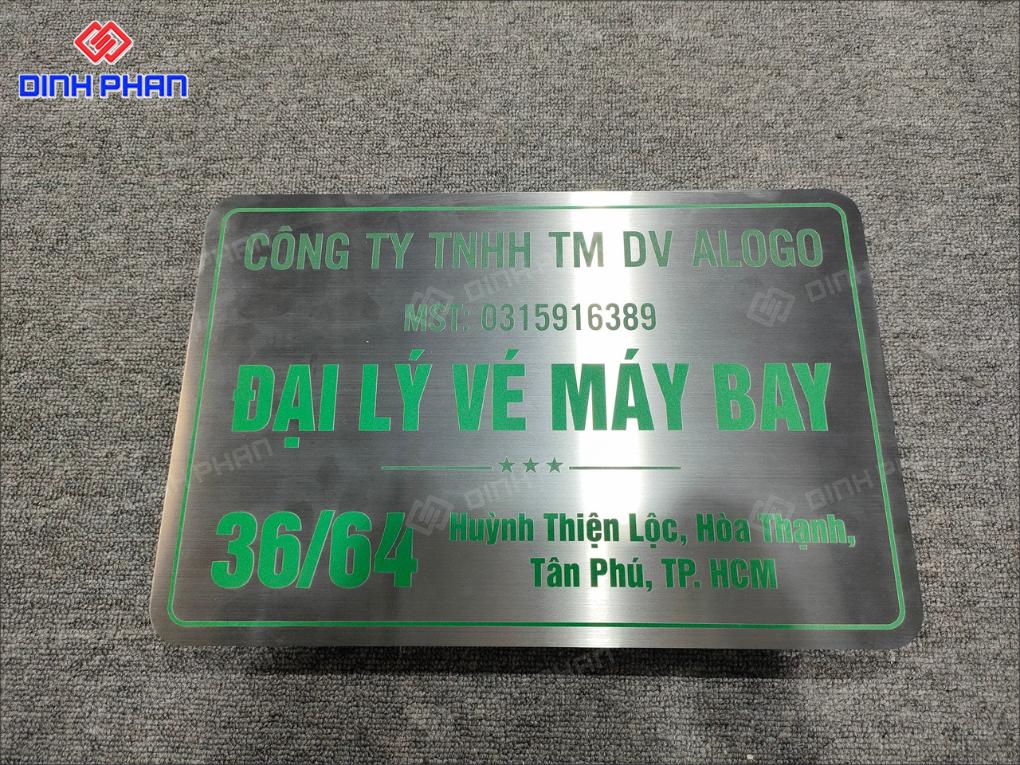 DINH PHAN
CÔNG TY TNHH TM DV ALOGO
MST: 0315916389
ĐẠI LÝ VÉ MÁY BAY
36/64
Huỳnh Thiện Lộc, Hòa Thạnh,
Tân Phú, TP. HCM